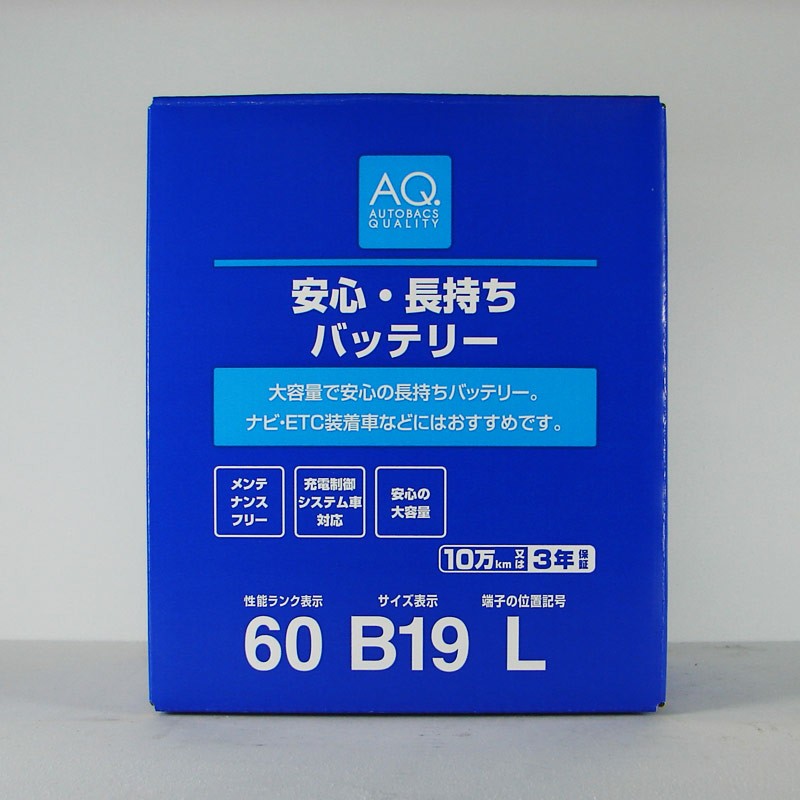 AQ.
AUTOBACS
QUALITY
安心・長持ち
バッテリー
大容量で安心の長持ちバッテリー。
ナビ・ETC装着車などにはおすすめです。
メンテ
ナンス
フリー
充電制御
システム車
対応
安心の
大容量
10万km又は3年保証
性能ランク表示 サイズ表示 端子の位置記号
60 B19 L